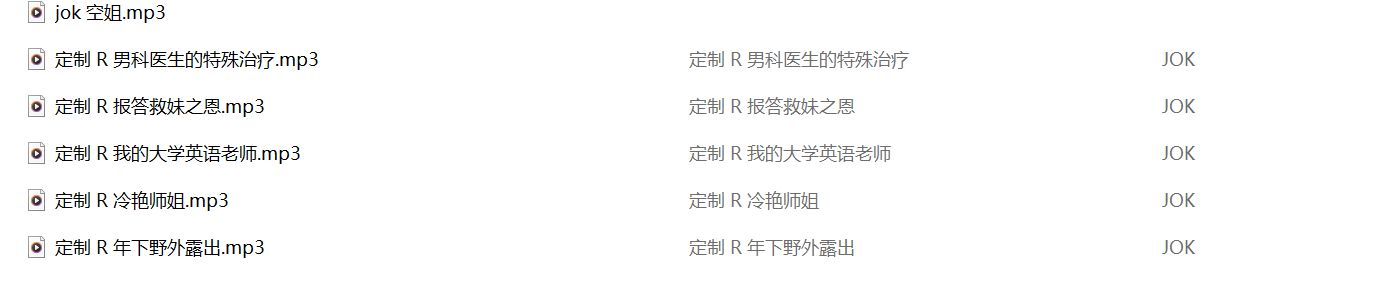 jok 空姐.mp3
定制 R 男科医生的特殊治疗.mp3 定制 R 男科医生的特殊治疗 JOK
定制 R 报答救妹之恩.mp3 定制 R 报答救妹之恩 JOK
定制 R 我的大学英语老师.mp3 定制 R 我的大学英语老师 JOK
定制 R 冷艳师姐.mp3 定制 R 冷艳师姐 JOK
定制 R 年下野外露出.mp3 定制 R 年下野外露出 JOK